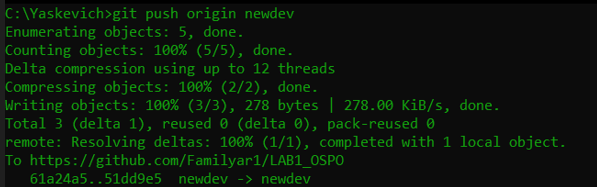 C:\Yaskevich>git push origin newdev
Enumerating objects: 5, done.
Counting objects: 100% (5/5), done.
Delta compression using up to 12 threads
Compressing objects: 100% (2/2), done.
Writing objects: 100% (3/3), 278 bytes | 278.00 KiB/s, done.
Total 3 (delta 1), reused 0 (delta 0), pack-reused 0
remote: Resolving deltas: 100% (1/1), completed with 1 local object.
To https://github.com/Familyar1/LAB1_OSPO
   61a24a5..51dd9e5  newdev -> newdev